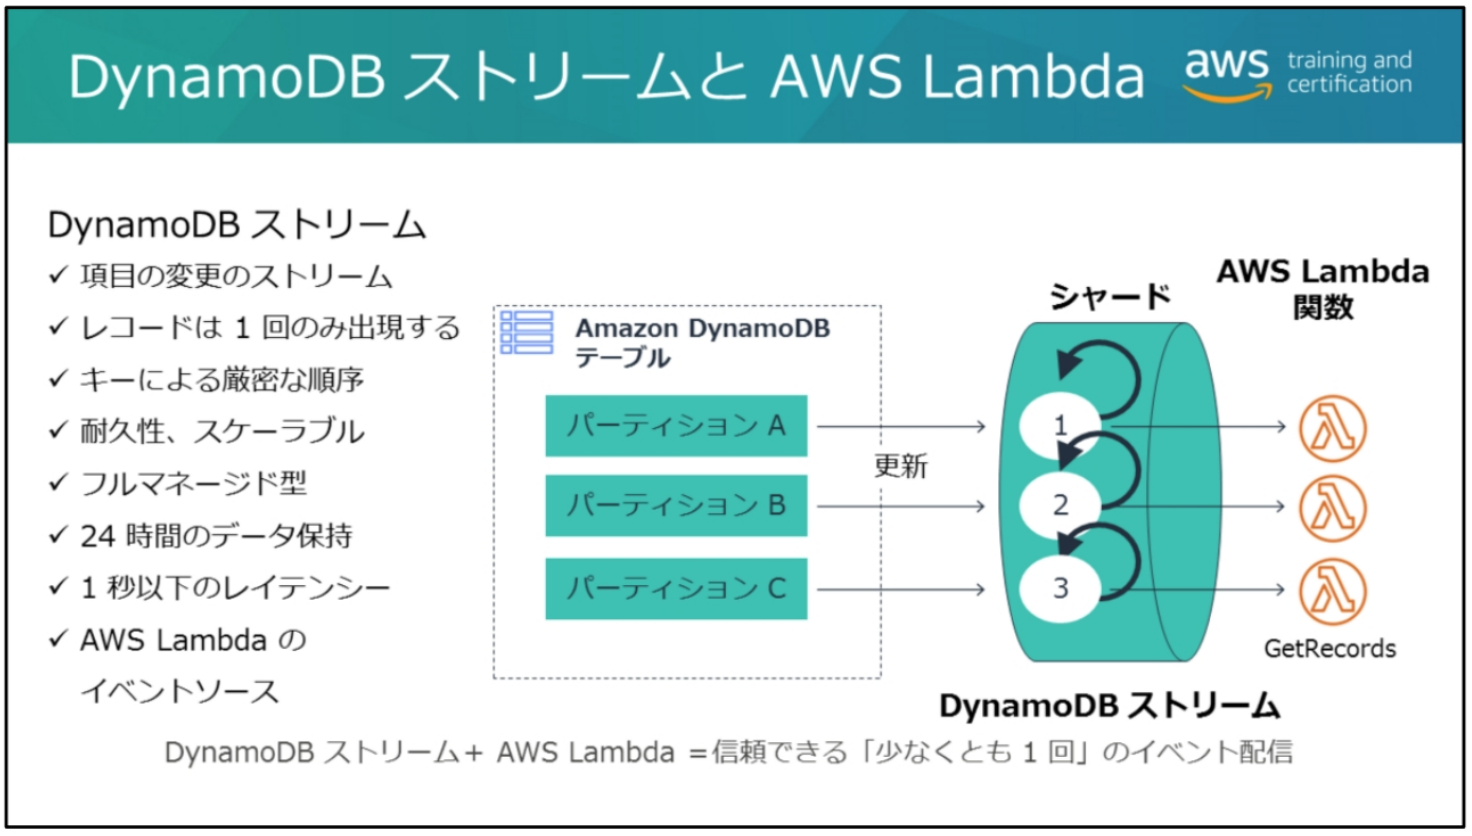 DynamoDB ストリームと AWS Lambda
aws
training and
certification
DynamoDB ストリーム
✓ 項目の変更のストリーム
✓ レコードは 1 回のみ出現する
✓ キーによる厳密な順序
✓ 耐久性、スケーラブル
✓ フルマネージド型
✓ 24 時間のデータ保持
✓ 1 秒以下のレイテンシー
✓ AWS Lambda の
イベントソース
Amazon DynamoDB
テーブル
パーティション A
パーティション B
パーティション C
更新
シャード
1
2
3
DynamoDB ストリーム
AWS Lambda
関数
GetRecords
DynamoDB ストリーム＋ AWS Lambda ＝信頼できる「少なくとも 1 回」のイベント配信